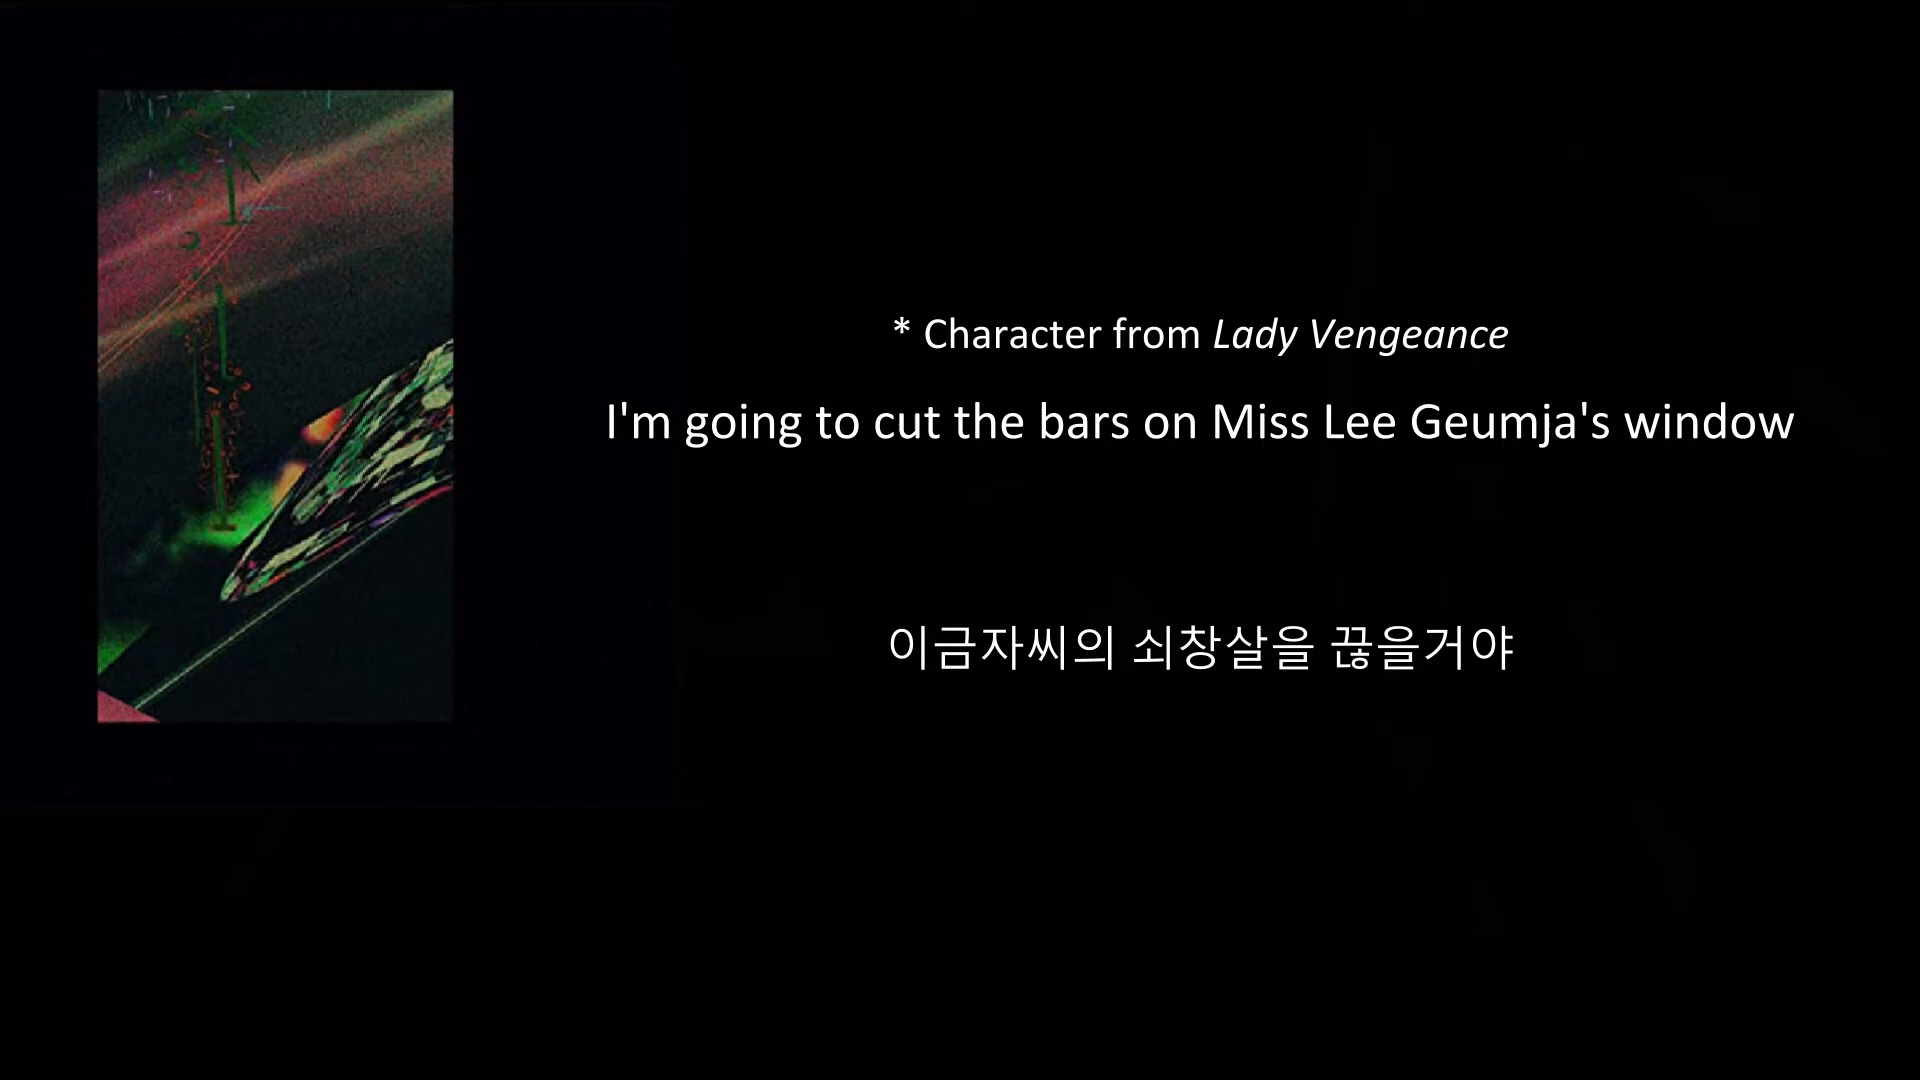 * Character from Lady Vengeance
I'm going to cut the bars on Miss Lee Geumja's window
이금자씨의 쇠창살을 끊을거야